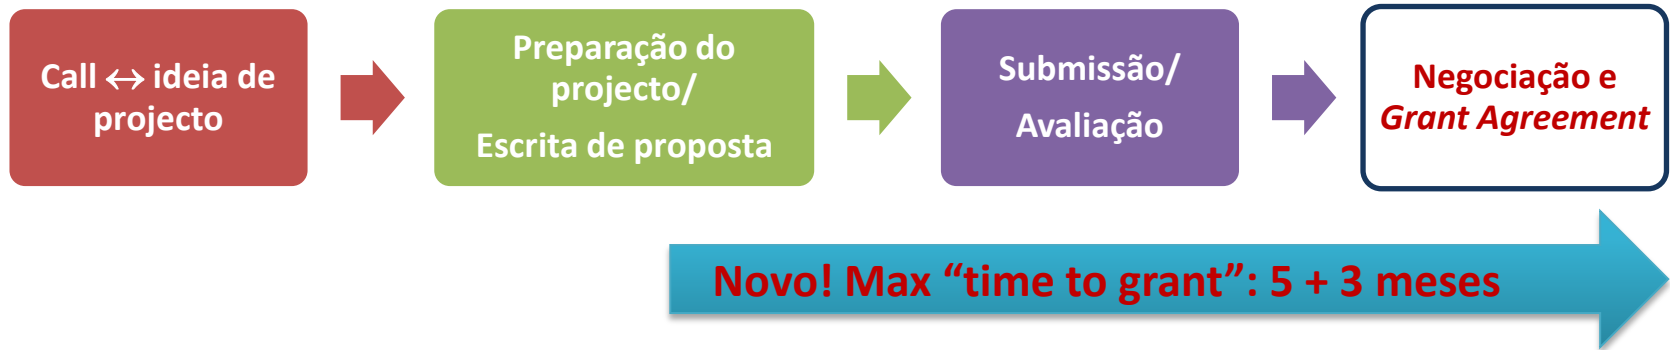 Call ↔ ideia de
projecto
Preparação do
projecto/
Escrita de proposta
Submissão/
Avaliação
Negociação e
Grant Agreement
Novo! Max “time to grant”: 5 + 3 meses